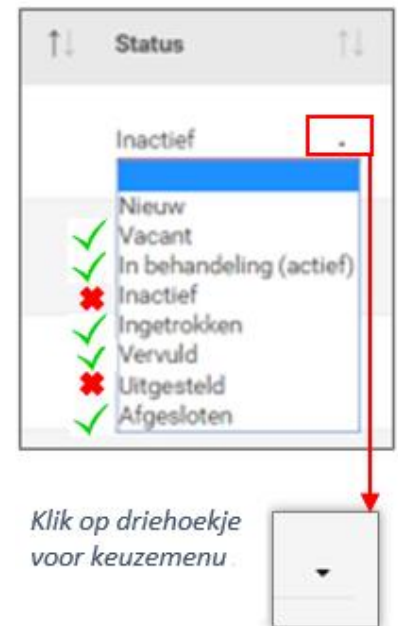 Status
Inactief
Nieuw
Vacant
In behandeling (actief)
Inactief
Ingetrokken
Vervuld
Uitgesteld
Afgesloten
Klik op driehoekje
voor keuzemenu